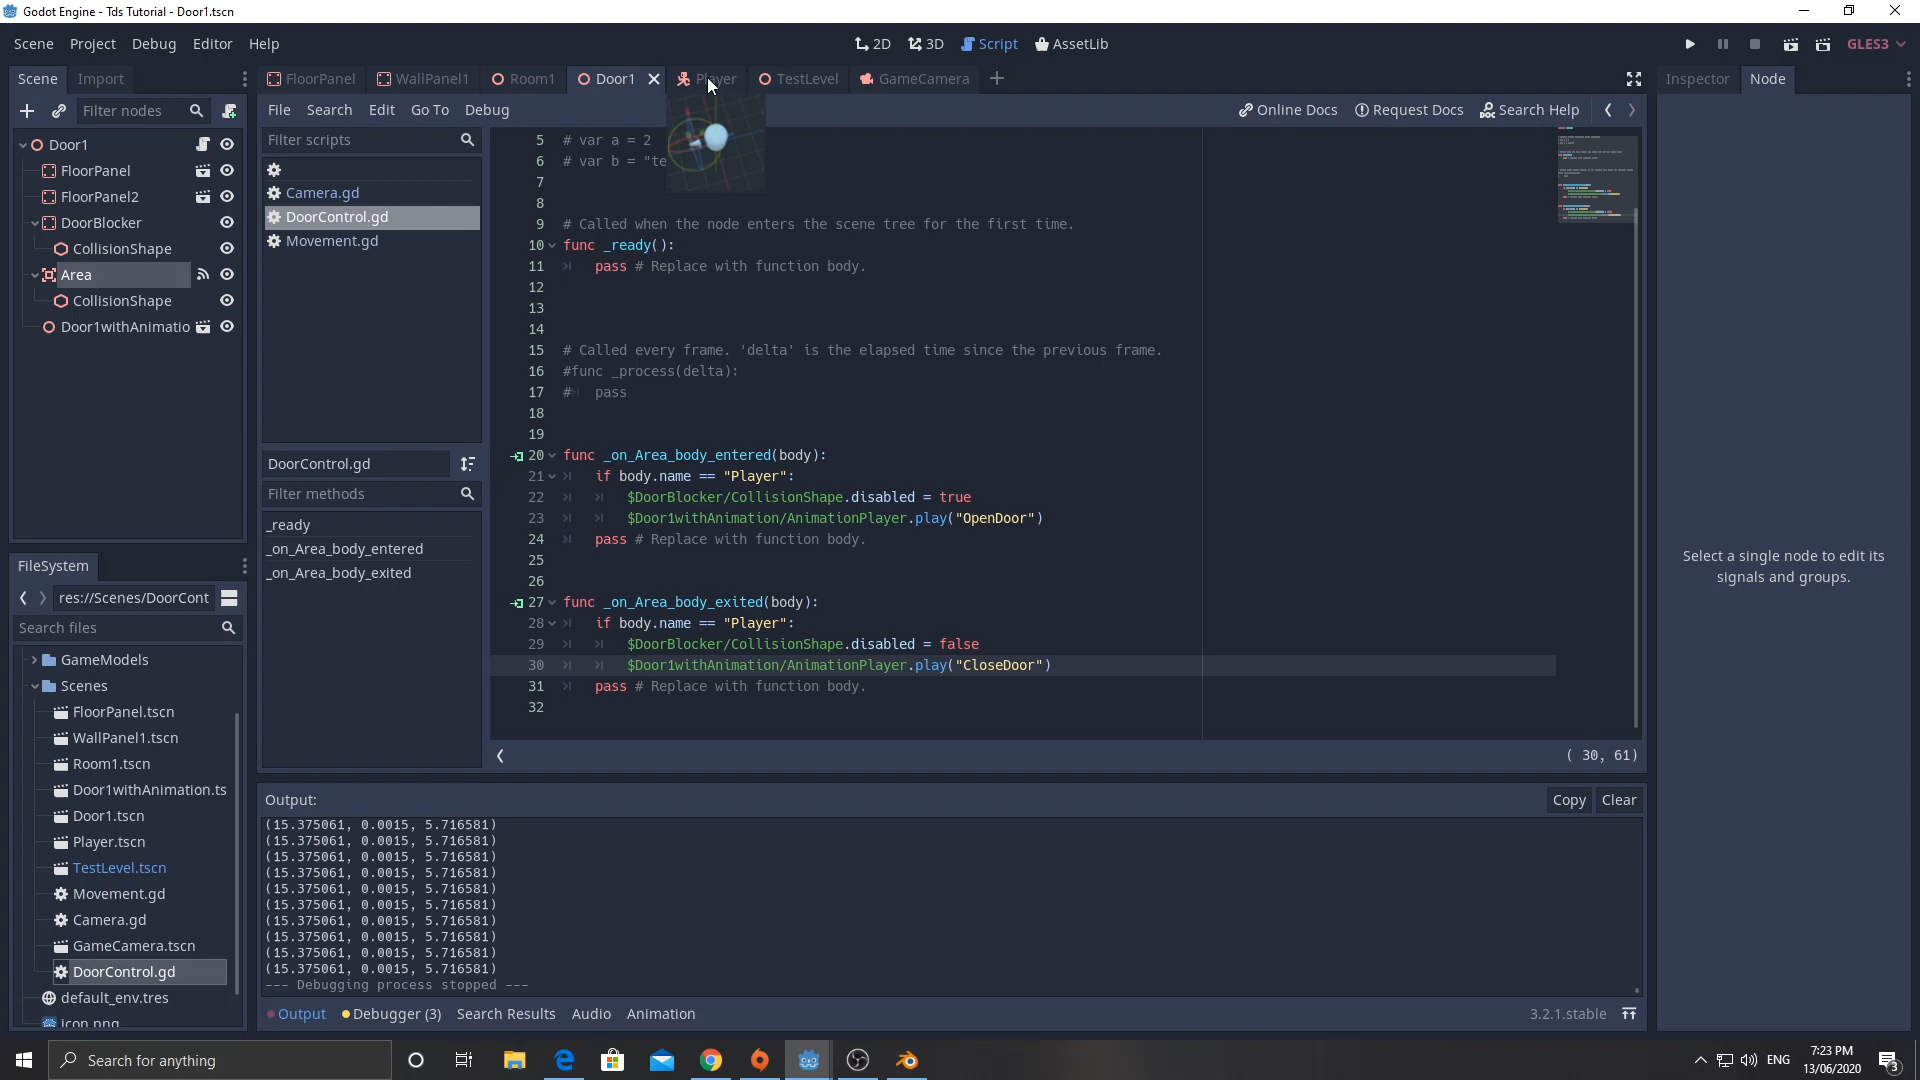 Godot Engine - Tds Tutorial - Door1.tscn
Scene Project Debug Editor Help
2D 3D Script AssetLib
GLES3
Scene Import
FloorPanel WallPanel1 Room1 Door1 Player TestLevel GameCamera
Inspector Node
Filter nodes
File Search Edit Go To Debug
Online Docs Request Docs Search Help
Door1
FloorPanel
FloorPanel2
DoorBlocker
CollisionShape
Area
CollisionShape
Door1withAnimatio
Filter scripts
Camera.gd
DoorControl.gd
Movement.gd
DoorControl.gd
Filter methods
_ready
_on_Area_body_entered
_on_Area_body_exited
5 # var a = 2
6 # var b = "te
7
8
9 # Called when the node enters the scene tree for the first time.
10 func _ready():
11 pass # Replace with function body.
12
13
14
15 # Called every frame. 'delta' is the elapsed time since the previous frame.
16 #func _process(delta):
17 # pass
18
19
20 func _on_Area_body_entered(body):
21 if body.name == "Player":
22 $DoorBlocker/CollisionShape.disabled = true
23 $Door1withAnimation/AnimationPlayer.play("OpenDoor")
24 pass # Replace with function body.
25
26
27 func _on_Area_body_exited(body):
28 if body.name == "Player":
29 $DoorBlocker/CollisionShape.disabled = false
30 $Door1withAnimation/AnimationPlayer.play("CloseDoor")
31 pass # Replace with function body.
32
( 30, 61)
Select a single node to edit its
signals and groups.
FileSystem
res://Scenes/DoorCont
Search files
GameModels
Scenes
FloorPanel.tscn
WallPanel1.tscn
Room1.tscn
Door1withAnimation.ts
Door1.tscn
Player.tscn
TestLevel.tscn
Movement.gd
Camera.gd
GameCamera.tscn
DoorControl.gd
default_env.tres
icon.png
Output:
Copy Clear
(15.375061, 0.0015, 5.716581)
(15.375061, 0.0015, 5.716581)
(15.375061, 0.0015, 5.716581)
(15.375061, 0.0015, 5.716581)
(15.375061, 0.0015, 5.716581)
(15.375061, 0.0015, 5.716581)
(15.375061, 0.0015, 5.716581)
(15.375061, 0.0015, 5.716581)
(15.375061, 0.0015, 5.716581)
(15.375061, 0.0015, 5.716581)
--- Debugging process stopped ---
Output Debugger (3) Search Results Audio Animation
3.2.1.stable
Search for anything
ENG
7:23 PM
13/06/2020
3